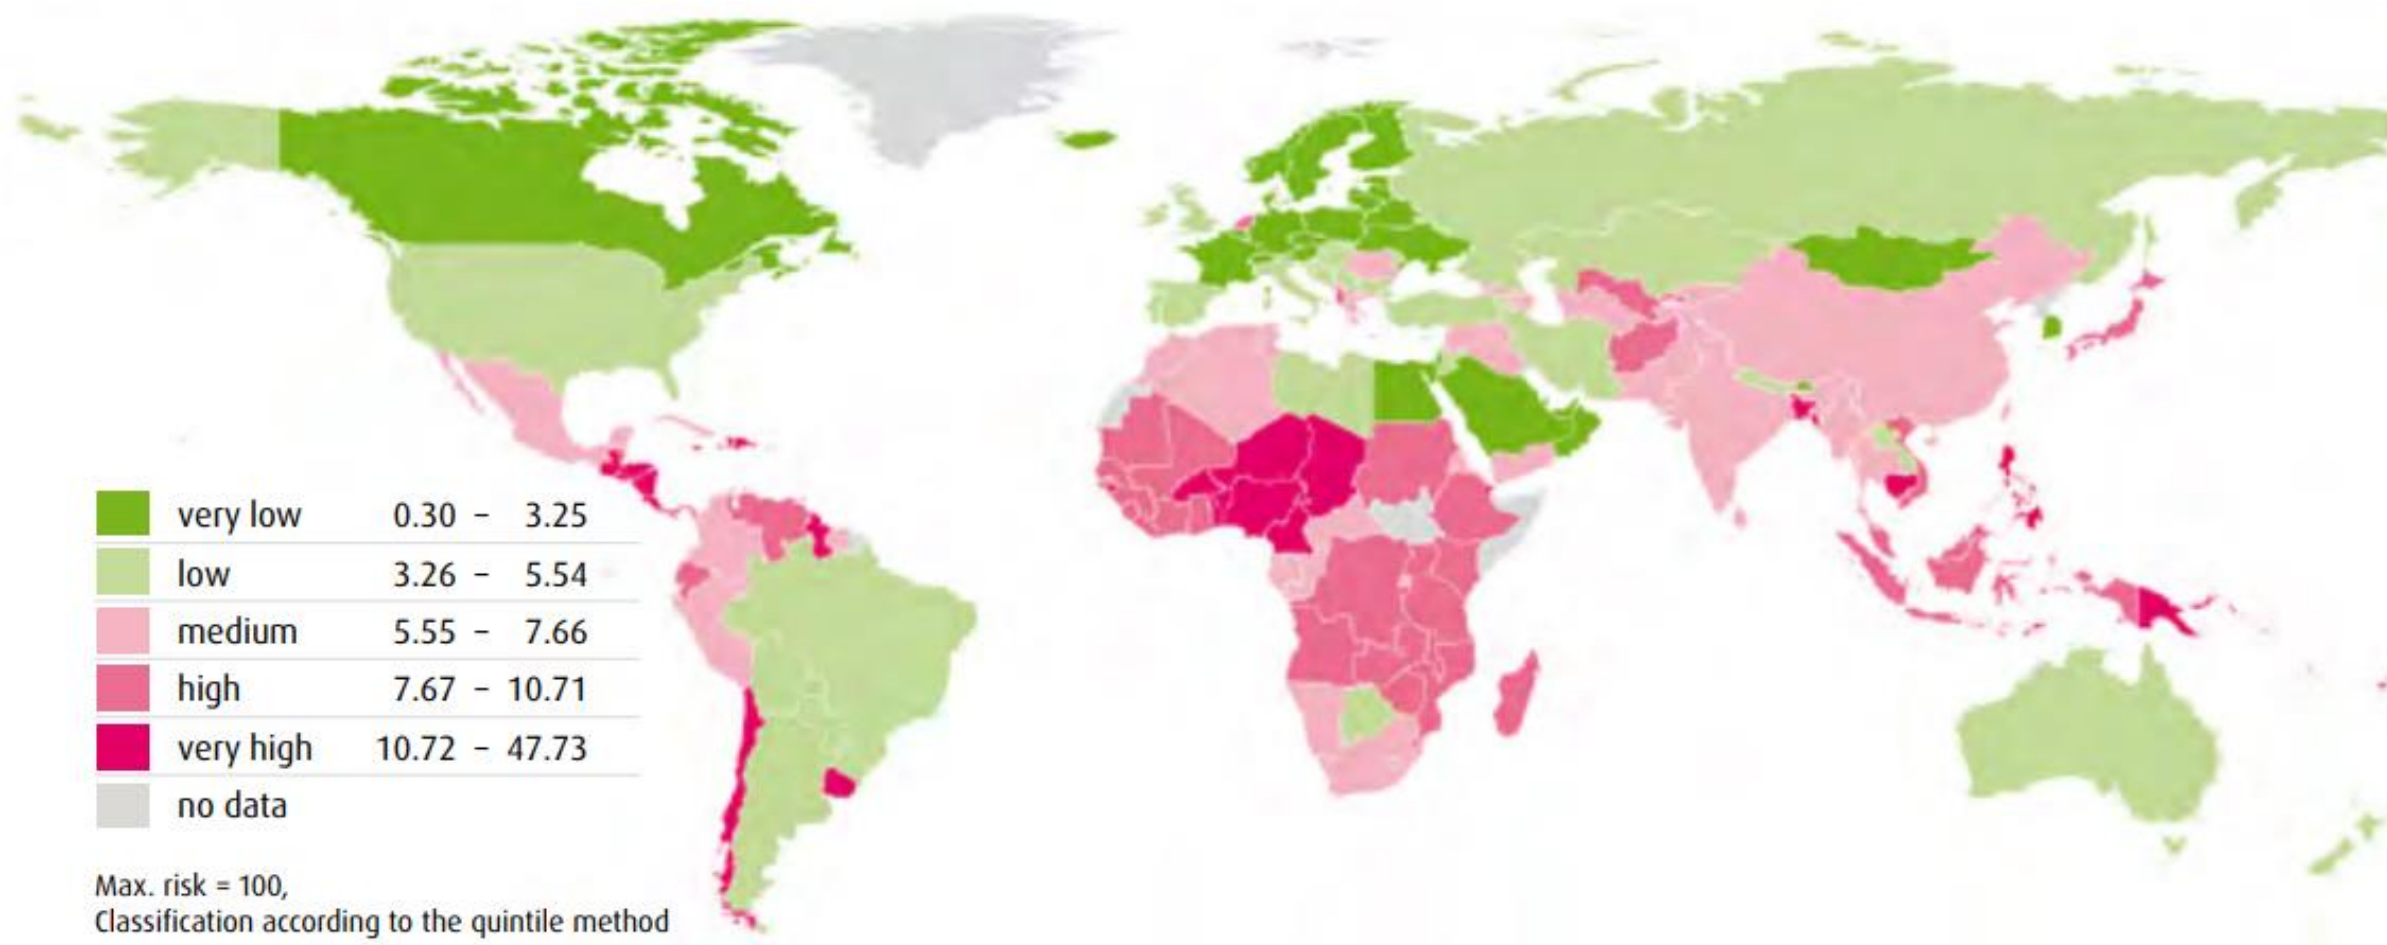 very low 0.30 – 3.25
low 3.26 – 5.54
medium 5.55 – 7.66
high 7.67 – 10.71
very high 10.72 – 47.73
no data
Max. risk = 100,
Classification according to the quintile method